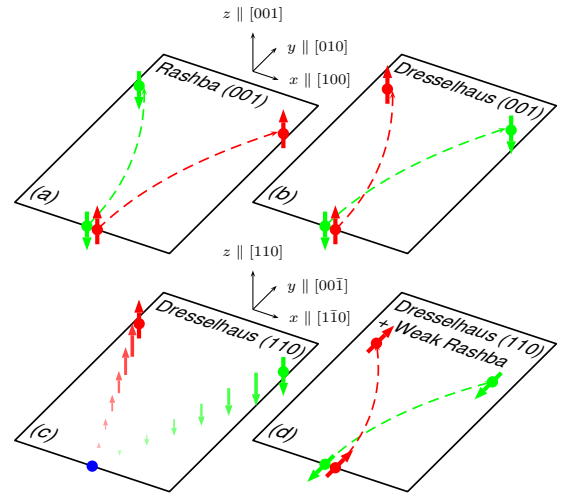 z ∥ [001]
y ∥ [010]
x ∥ [100]
Rashba (001)
(a)
Dresselhaus (001)
(b)
z ∥ [110]
y ∥ [001̄]
x ∥ [11̄0]
Dresselhaus (110)
(c)
Dresselhaus (110)
+ Weak Rashba
(d)